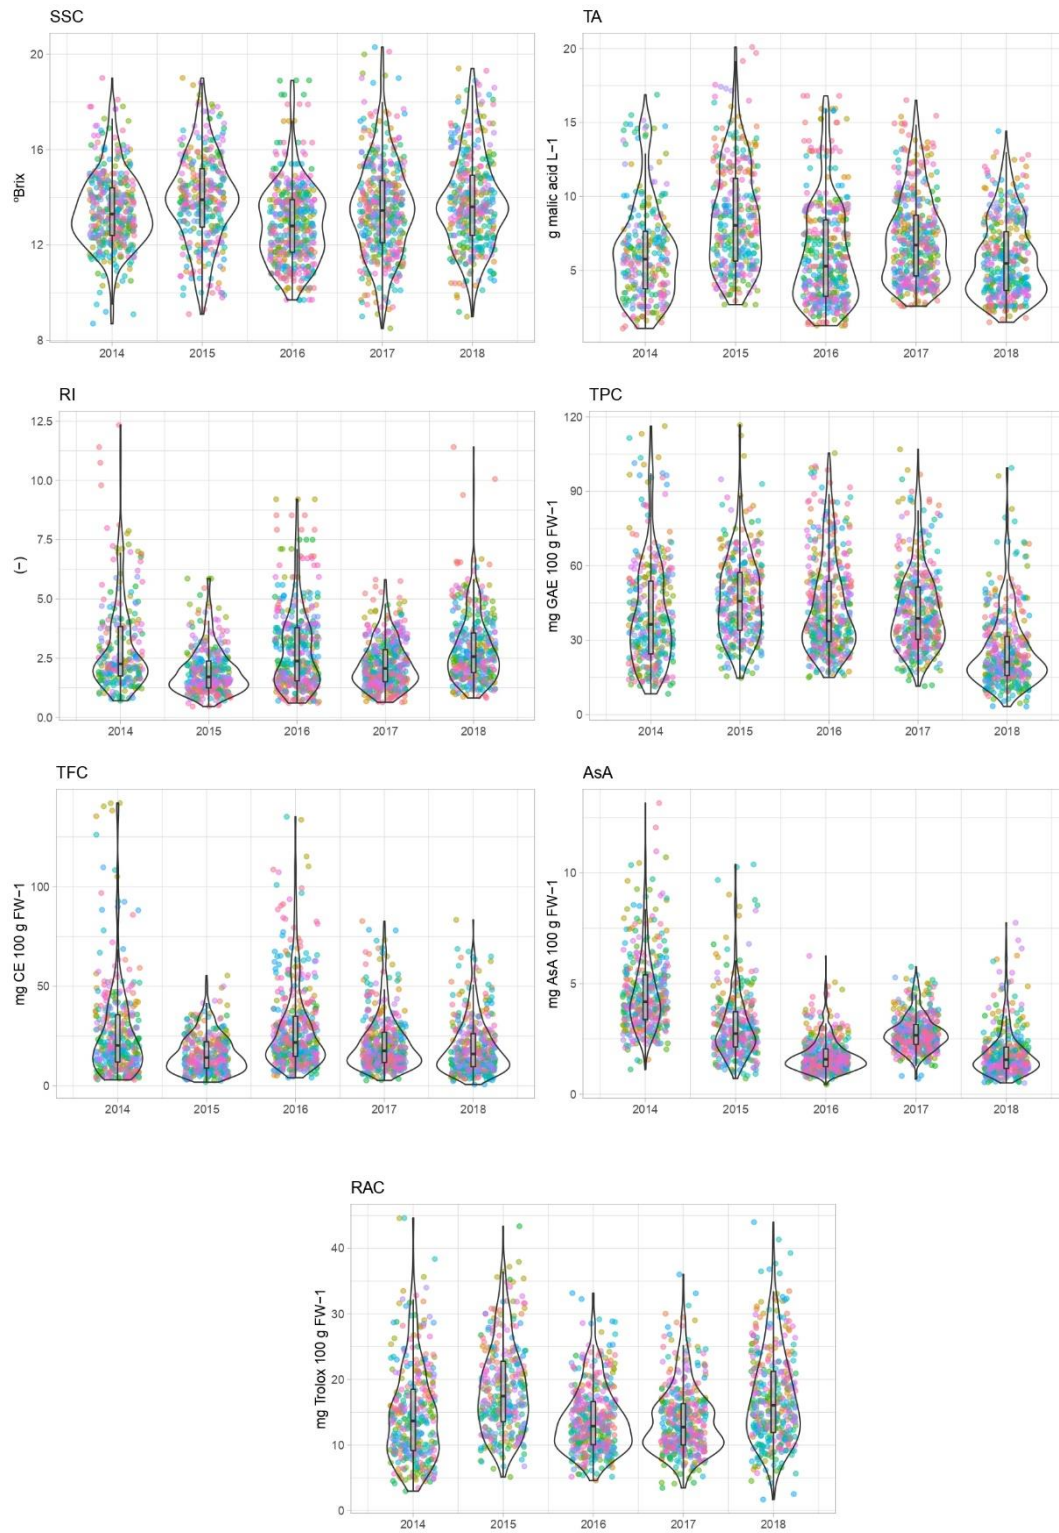 SSC
TA
ºBrix
20
16
12
8
2014 2015 2016 2017 2018
g malic acid L−1
20
15
10
5
2014 2015 2016 2017 2018
RI
TPC
(−)
12.5
10.0
7.5
5.0
2.5
0.0
2014 2015 2016 2017 2018
mg GAE 100 g FW−1
120
90
60
30
0
2014 2015 2016 2017 2018
TFC
AsA
mg CE 100 g FW−1
100
50
0
2014 2015 2016 2017 2018
mg AsA 100 g FW−1
10
5
0
2014 2015 2016 2017 2018
RAC
mg Trolox 100 g FW−1
40
30
20
10
0
2014 2015 2016 2017 2018